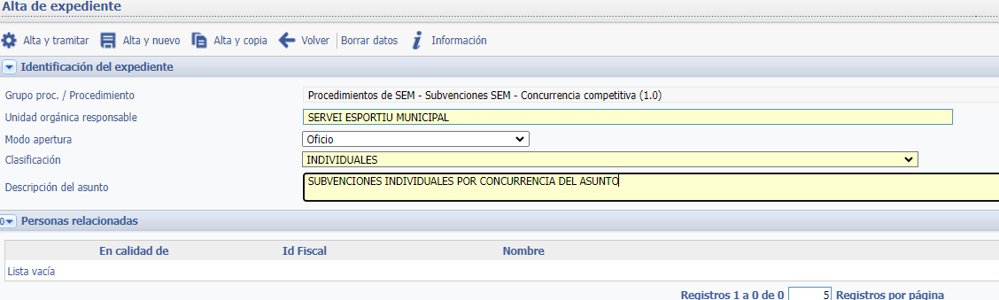 Alta de expediente
Alta y tramitar Alta y nuevo Alta y copia Volver Borrar datos Información
Identificación del expediente
Grupo proc. / Procedimiento Procedimientos de SEM - Subvenciones SEM - Concurrencia competitiva (1.0)
Unidad orgánica responsable SERVEI ESPORTIU MUNICIPAL
Modo apertura Oficio
Clasificación INDIVIDUALES
Descripción del asunto SUBVENCIONES INDIVIDUALES POR CONCURRENCIA DEL ASUNTO
0 Personas relacionadas
En calidad de Id Fiscal Nombre
Lista vacía
Registros 1 a 0 de 0 5 Registros por página